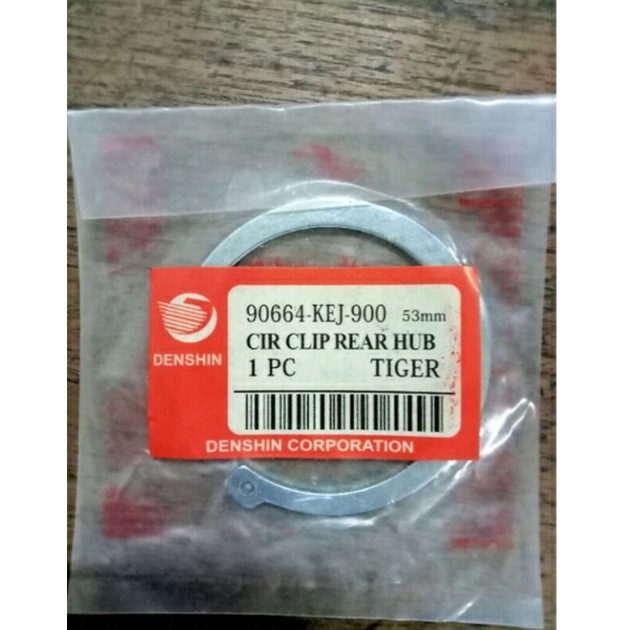 90664-KEJ-900 53mm
CIR CLIP REAR HUB
1 PC TIGER
DENSHIN
DENSHIN CORPORATION